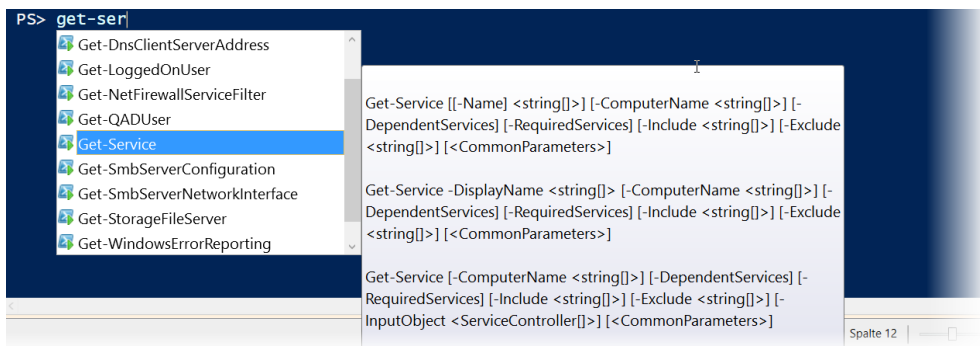 PS> get-ser
Get-DnsClientServerAddress
Get-LoggedOnUser
Get-NetFirewallServiceFilter
Get-QADUser
Get-Service
Get-SmbServerConfiguration
Get-SmbServerNetworkInterface
Get-StorageFileServer
Get-WindowsErrorReporting
Get-Service [[-Name] <string[]>] [-ComputerName <string[]>] [-
DependentServices] [-RequiredServices] [-Include <string[]>] [-Exclude
<string[]>] [<CommonParameters>]
Get-Service -DisplayName <string[]> [-ComputerName <string[]>] [-
DependentServices] [-RequiredServices] [-Include <string[]>] [-Exclude
<string[]>] [<CommonParameters>]
Get-Service [-ComputerName <string[]>] [-DependentServices] [-
RequiredServices] [-Include <string[]>] [-Exclude <string[]>] [-
InputObject <ServiceController[]>] [<CommonParameters>]
Spalte 12